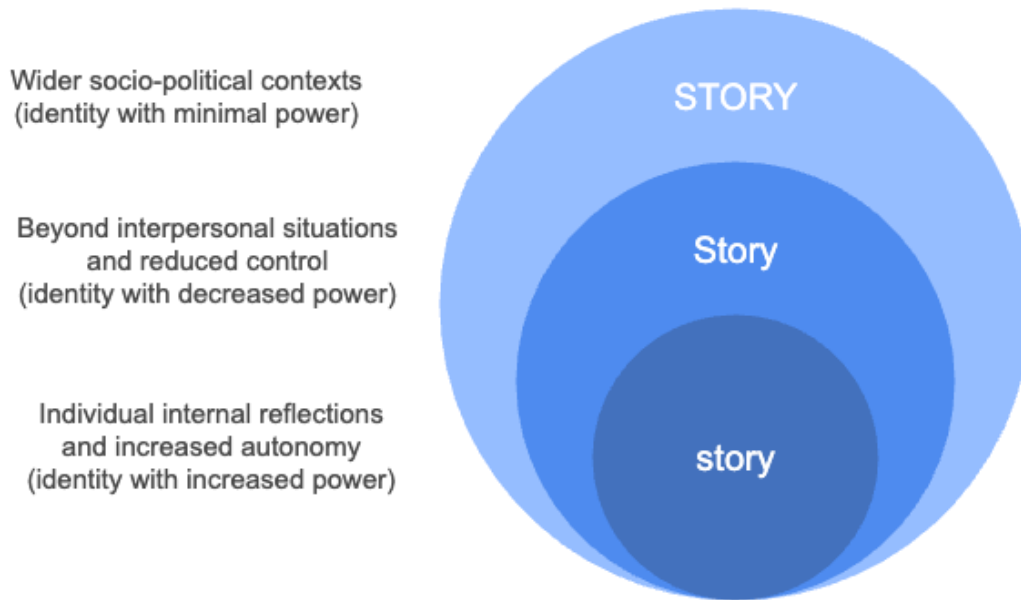 Wider socio-political contexts
(identity with minimal power)
STORY
Beyond interpersonal situations
and reduced control
(identity with decreased power)
Story
Individual internal reflections
and increased autonomy
(identity with increased power)
story